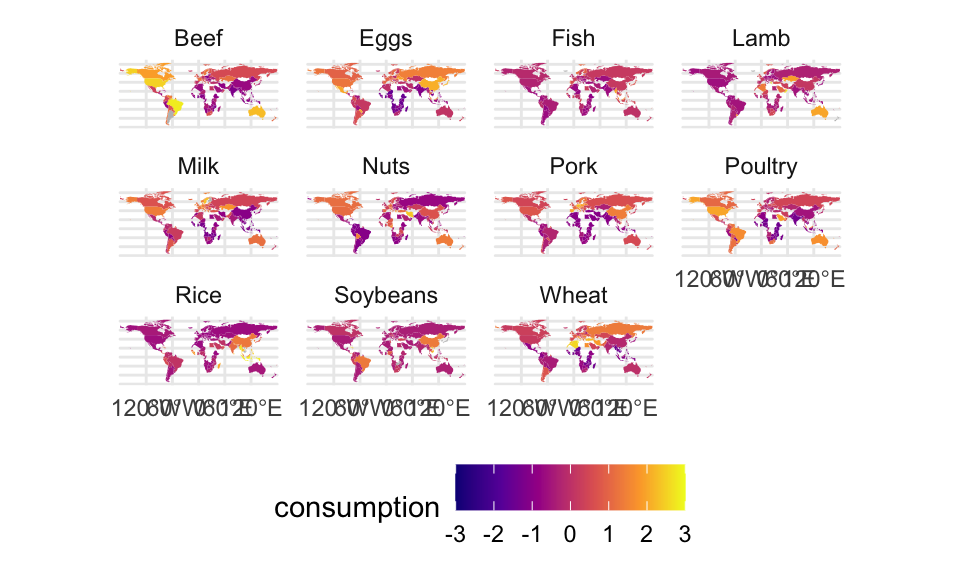 Beef Eggs Fish Lamb
Milk Nuts Pork Poultry
Rice Soybeans Wheat
consumption
-3 -2 -1 0 1 2 3